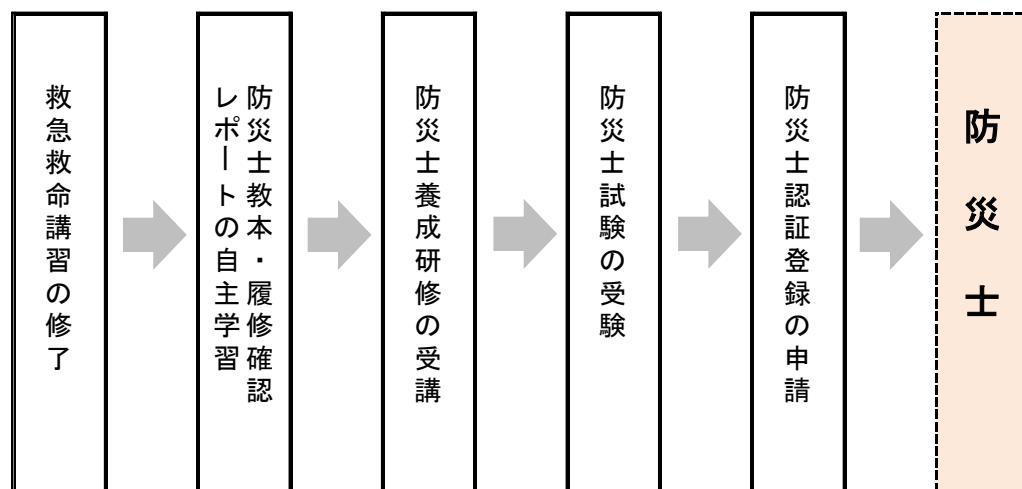 救急救命講習の修了
防災士教本・履修確認
レポートの自主学習
防災士養成研修の受講
防災士試験の受験
防災士認証登録の申請
防災士